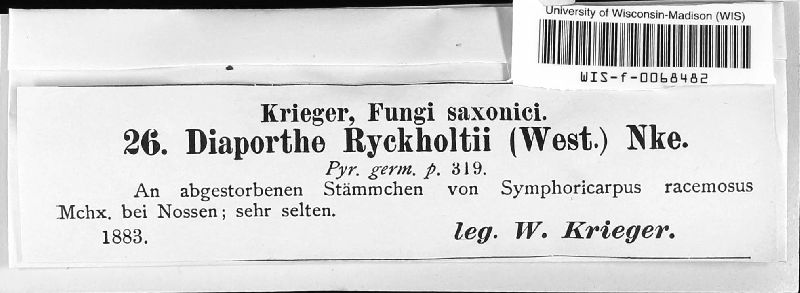 University of Wisconsin-Madison (WIS)
WIS-f-0068482
Krieger, Fungi saxonici.
26. Diaporthe Ryckholtii (West.) Nke.
Pyr. germ. p. 319.
An abgestorbenen Stämmchen von Symphoricarpus racemosus
Mchx. bei Nossen; sehr selten.
1883.
leg. W. Krieger.